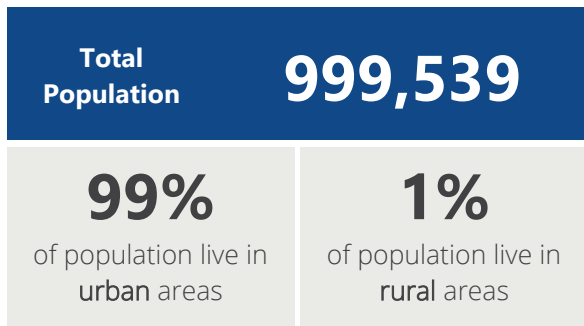 Total
Population
999,539
99%
of population live in
urban areas
1%
of population live in
rural areas